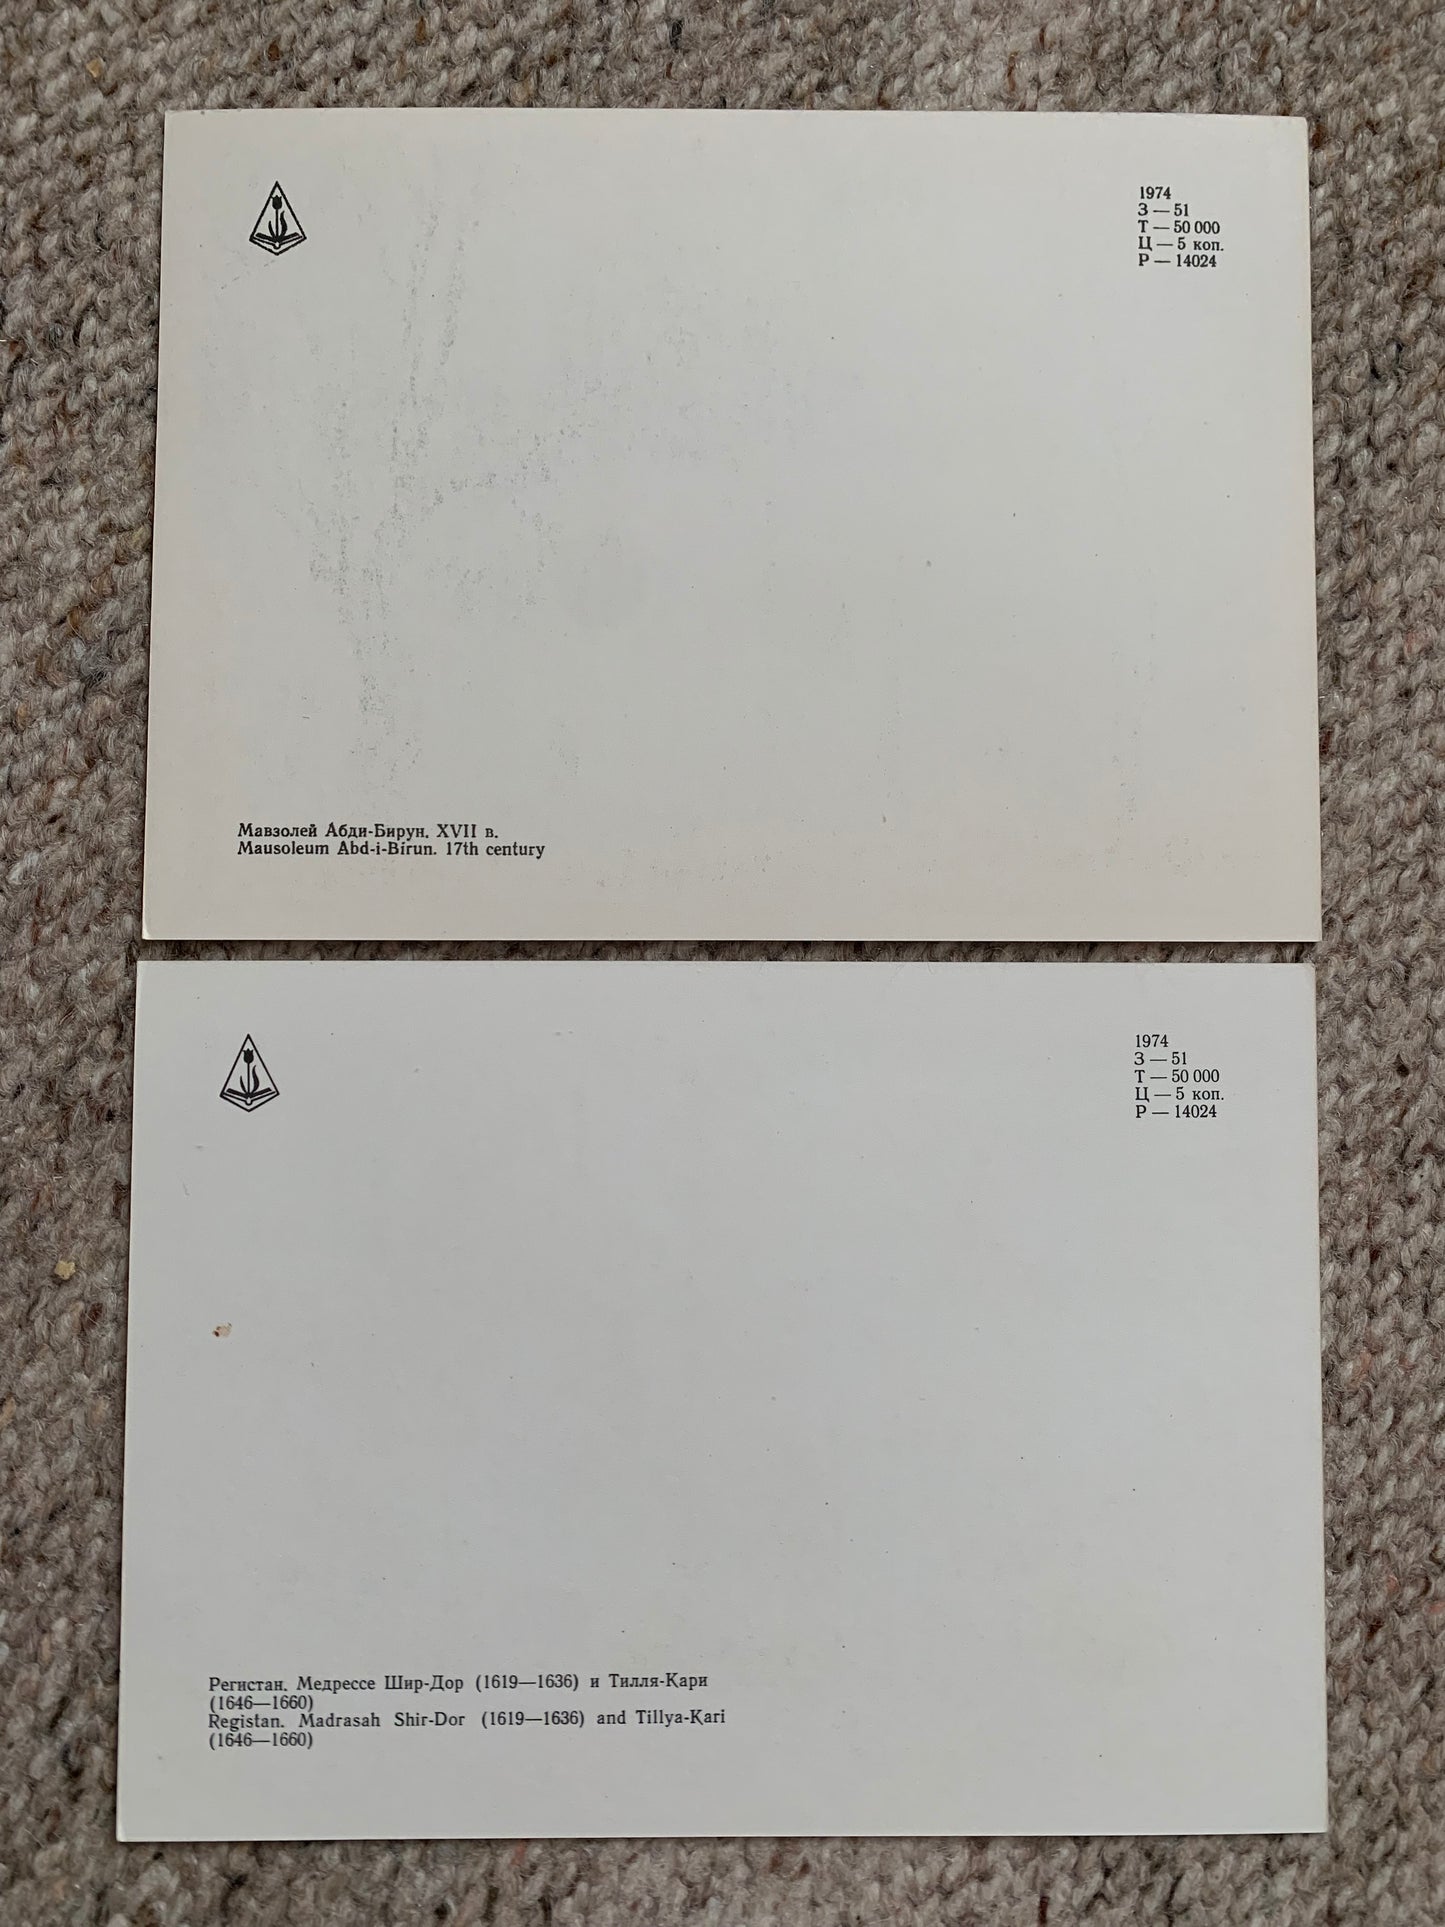 1974
З — 51
Т — 50 000
Ц — 5 коп.
Р — 14024
Мавзолей Абди-Бирун. XVII в.
Mausoleum Abd-i-Birun. 17th century
1974
З — 51
Т — 50 000
Ц — 5 коп.
Р — 14024
Регистан. Медрессе Шир-Дор (1619—1636) и Тилля-Кари
(1646—1660)
Registan. Madrasah Shir-Dor (1619—1636) and Tillya-Kari
(1646—1660)